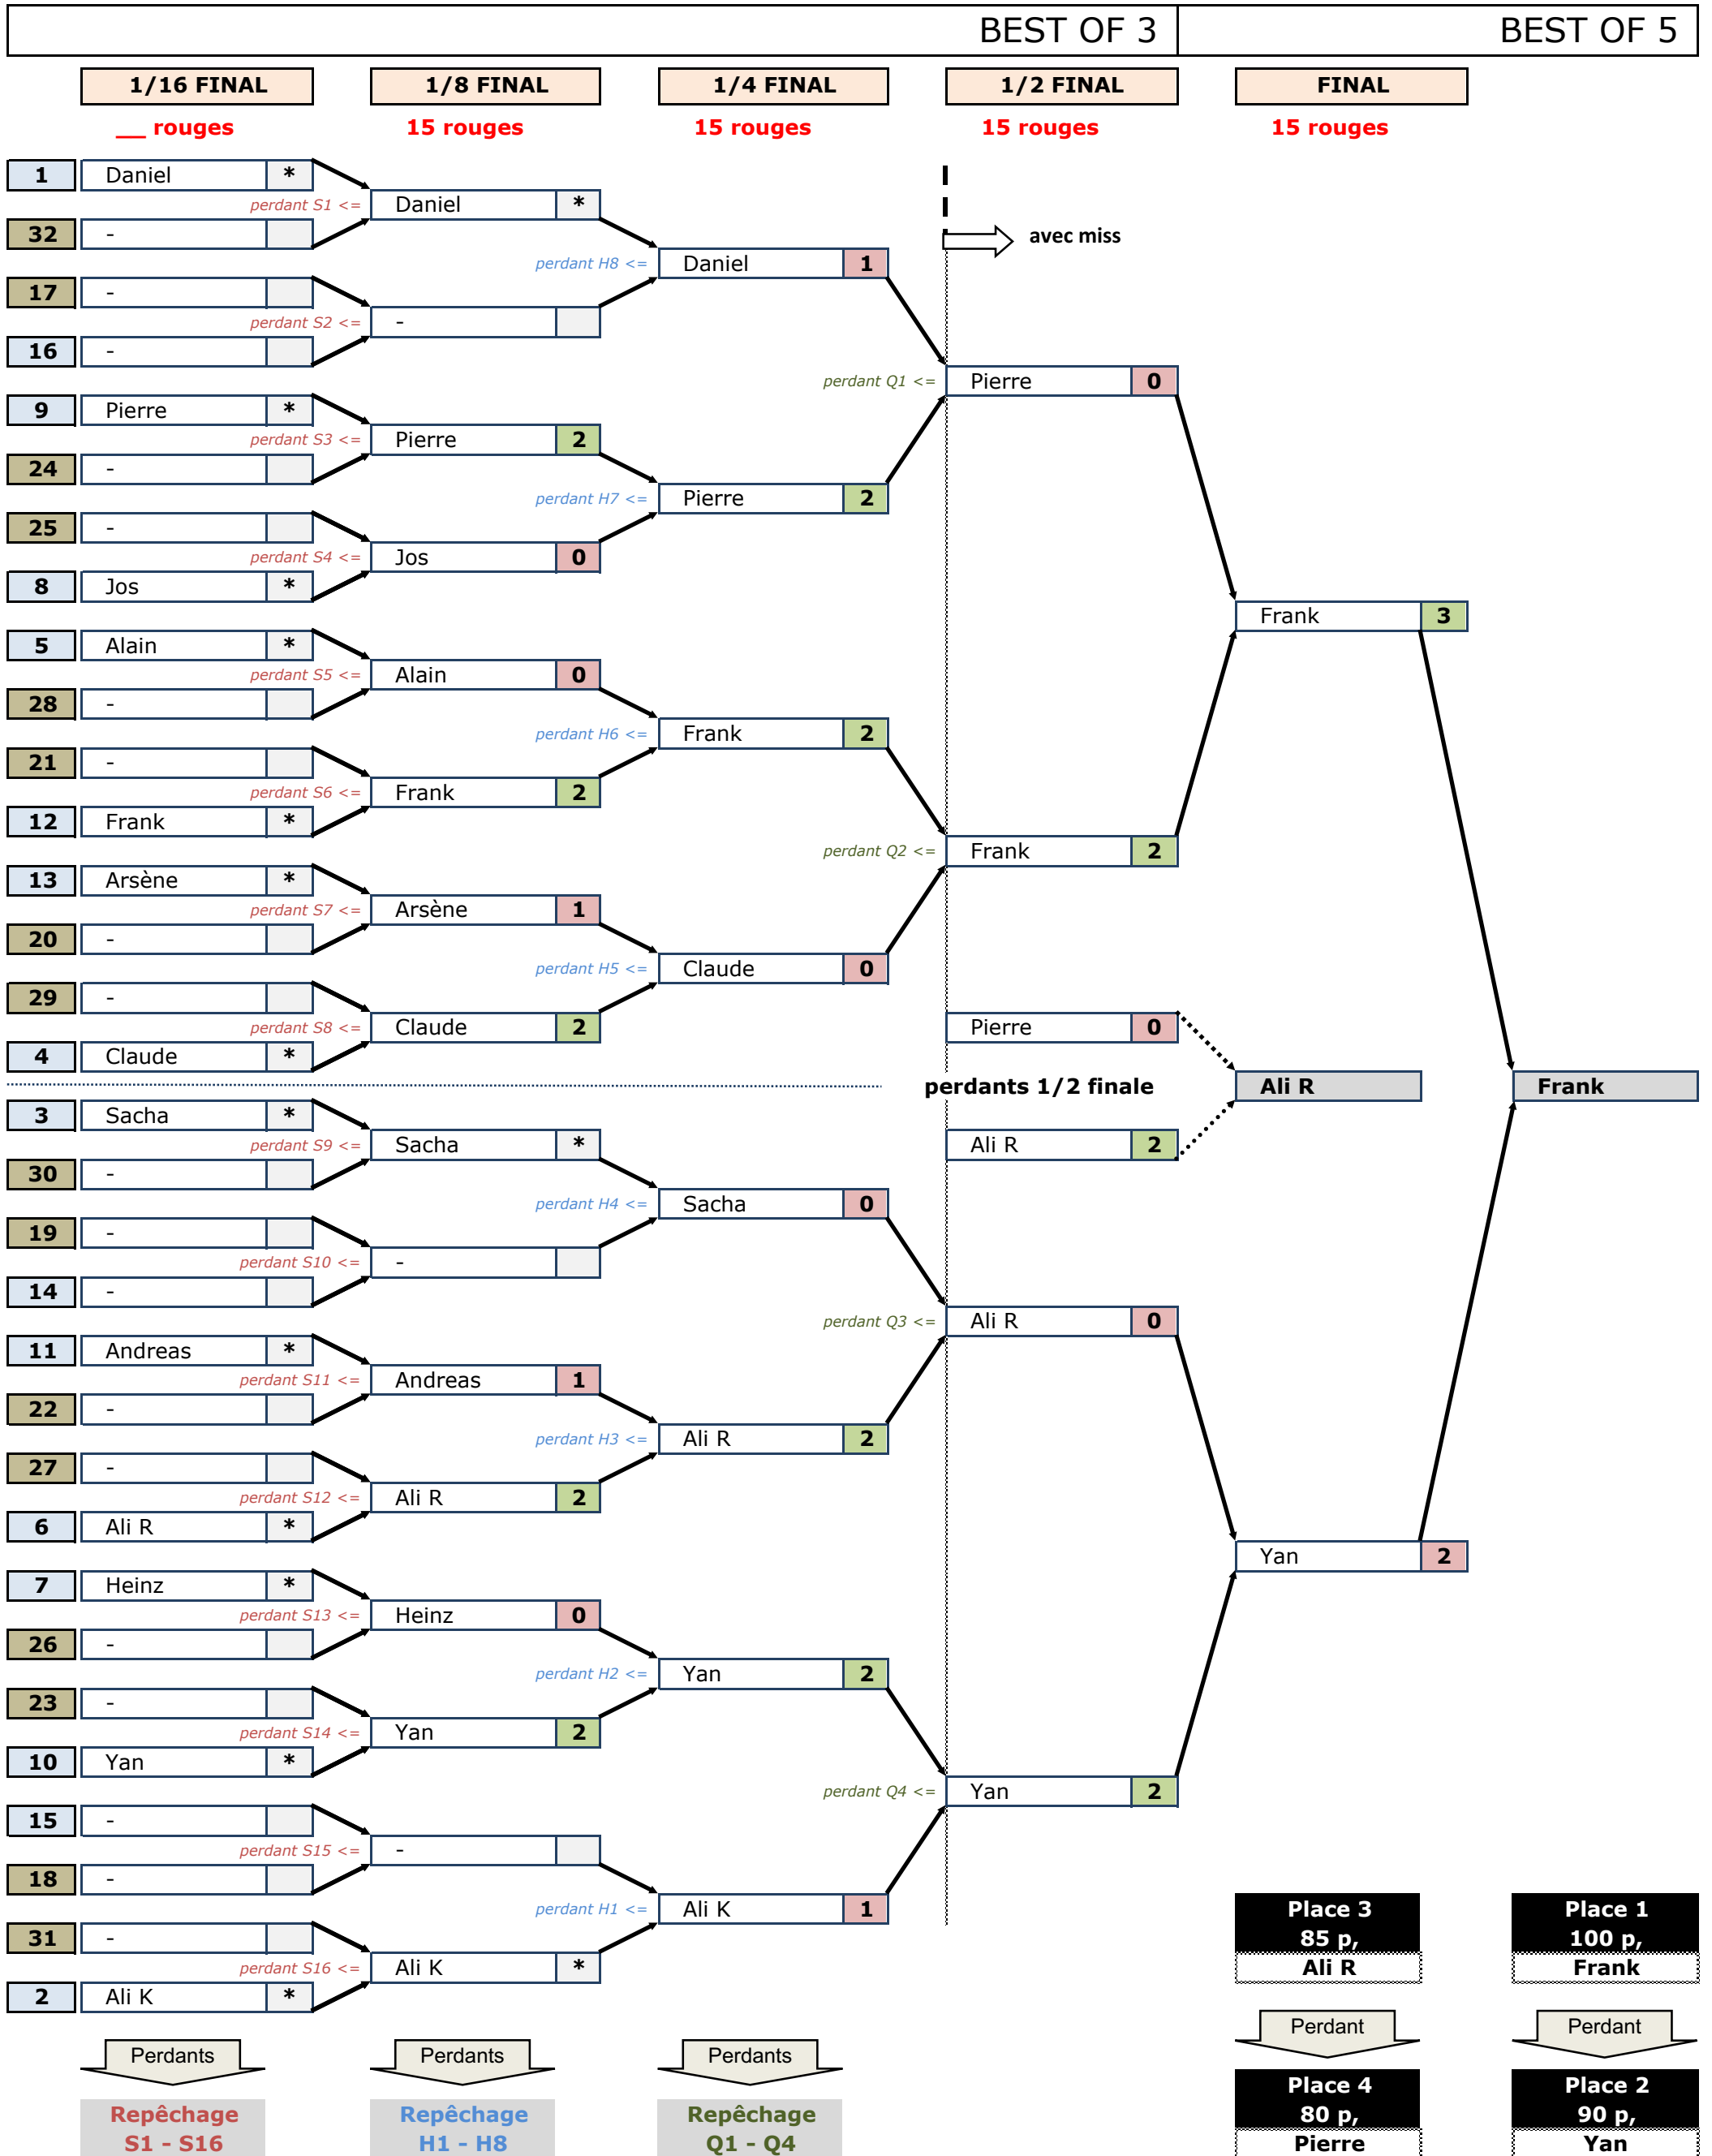 BEST OF 3 BEST OF 5
1/16 FINAL 1/8 FINAL 1/4 FINAL 1/2 FINAL FINAL
__ rouges 15 rouges 15 rouges 15 rouges 15 rouges
1 Daniel *
perdant S1 <= Daniel *
32 -
avec miss
perdant H8 <= Daniel 1
17 -
perdant S2 <= -
16 -
perdant Q1 <= Pierre 0
9 Pierre *
perdant S3 <= Pierre 2
24 -
perdant H7 <= Pierre 2
25 -
perdant S4 <= Jos 0
8 Jos *
Frank 3
5 Alain *
perdant S5 <= Alain 0
28 -
perdant H6 <= Frank 2
21 -
perdant S6 <= Frank 2
12 Frank *
perdant Q2 <= Frank 2
13 Arsène *
perdant S7 <= Arsène 1
20 -
perdant H5 <= Claude 0
29 -
perdant S8 <= Claude 2 Pierre 0
4 Claude *
perdants 1/2 finale Ali R Frank
3 Sacha *
perdant S9 <= Sacha * Ali R 2
30 -
perdant H4 <= Sacha 0
19 -
perdant S10 <= -
14 -
perdant Q3 <= Ali R 0
11 Andreas *
perdant S11 <= Andreas 1
22 -
perdant H3 <= Ali R 2
27 -
perdant S12 <= Ali R 2
6 Ali R *
Yan 2
7 Heinz *
perdant S13 <= Heinz 0
26 -
perdant H2 <= Yan 2
23 -
perdant S14 <= Yan 2
10 Yan *
perdant Q4 <= Yan 2
15 -
perdant S15 <= -
18 -
perdant H1 <= Ali K 1
31 -
perdant S16 <= Ali K *
2 Ali K *
Place 3 Place 1
85 p, 100 p,
Ali R Frank
Perdant Perdant
Perdants Perdants Perdants
Place 4 Place 2
80 p, 90 p,
Pierre Yan
Repêchage Repêchage Repêchage
S1 - S16 H1 - H8 Q1 - Q4